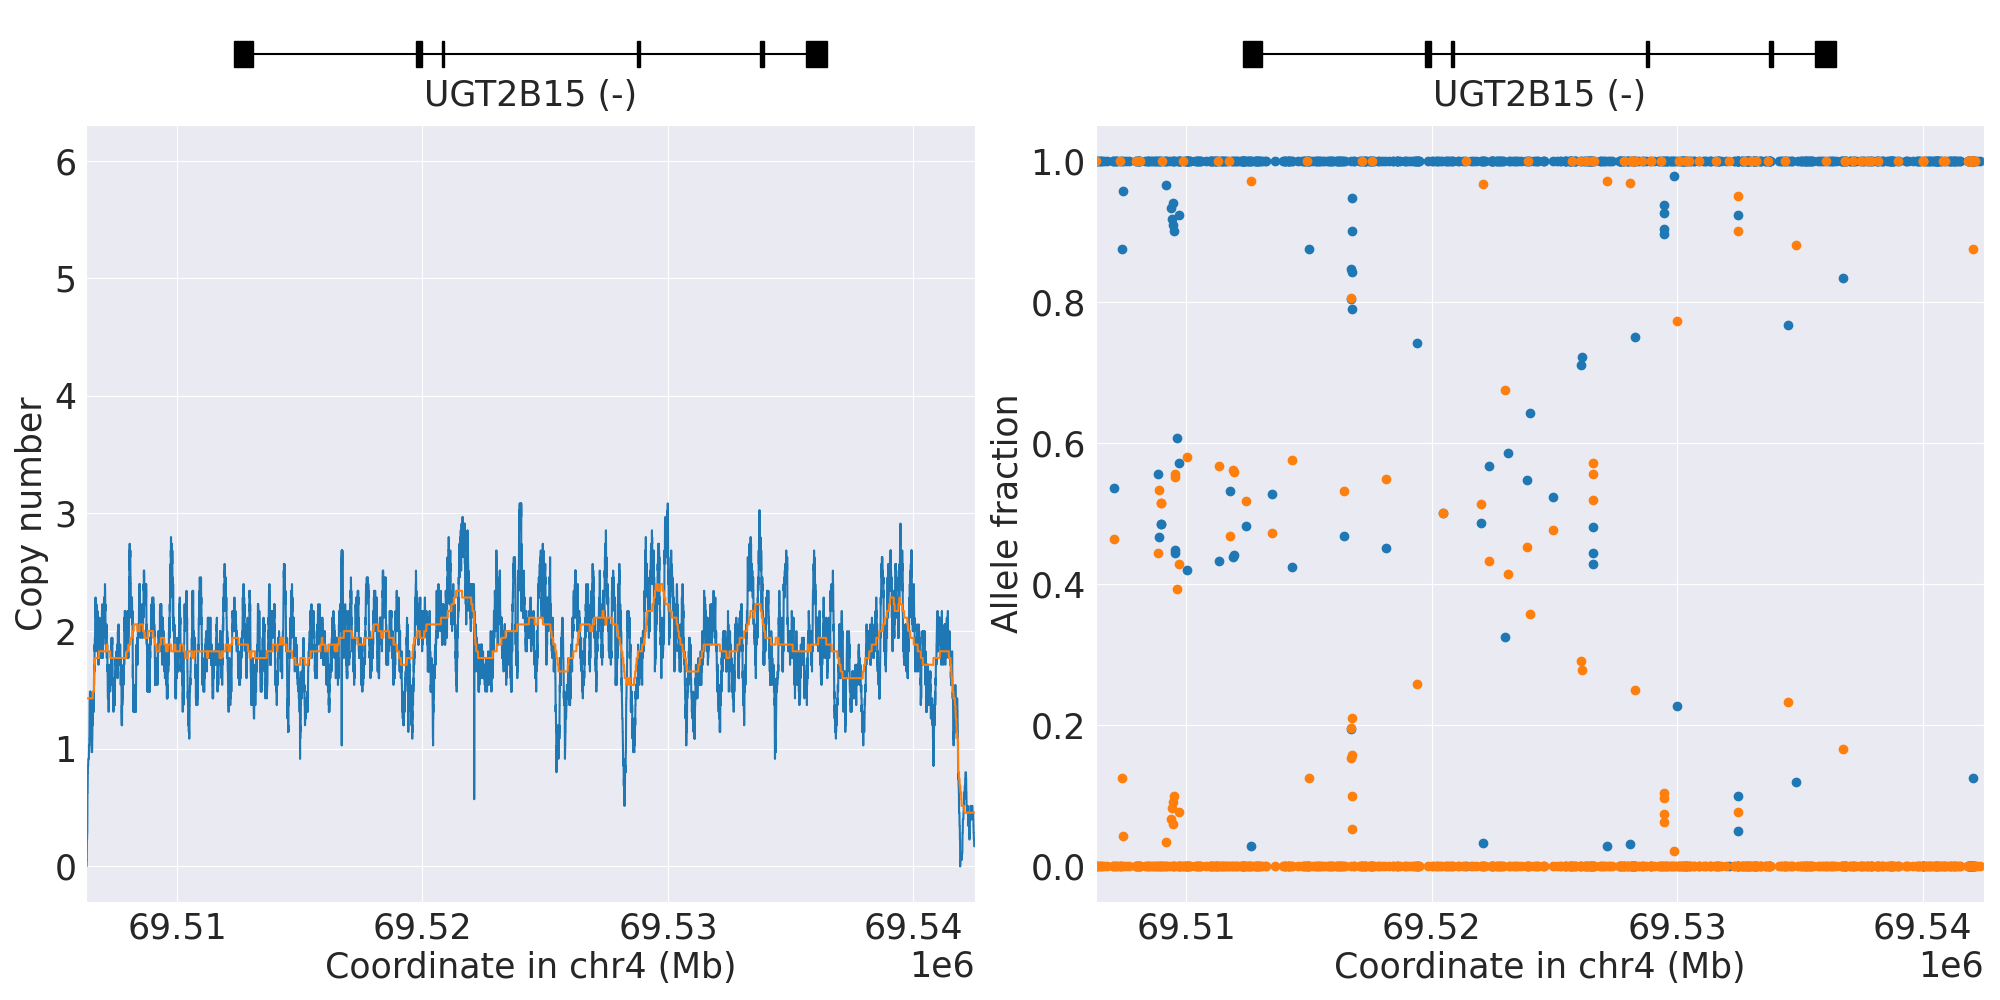 UGT2B15 (-)
6
5
4
3
2
1
0
Copy number
69.51 69.52 69.53 69.54
Coordinate in chr4 (Mb)
1e6
UGT2B15 (-)
1.0
0.8
0.6
0.4
0.2
0.0
Allele fraction
69.51 69.52 69.53 69.54
Coordinate in chr4 (Mb)
1e6